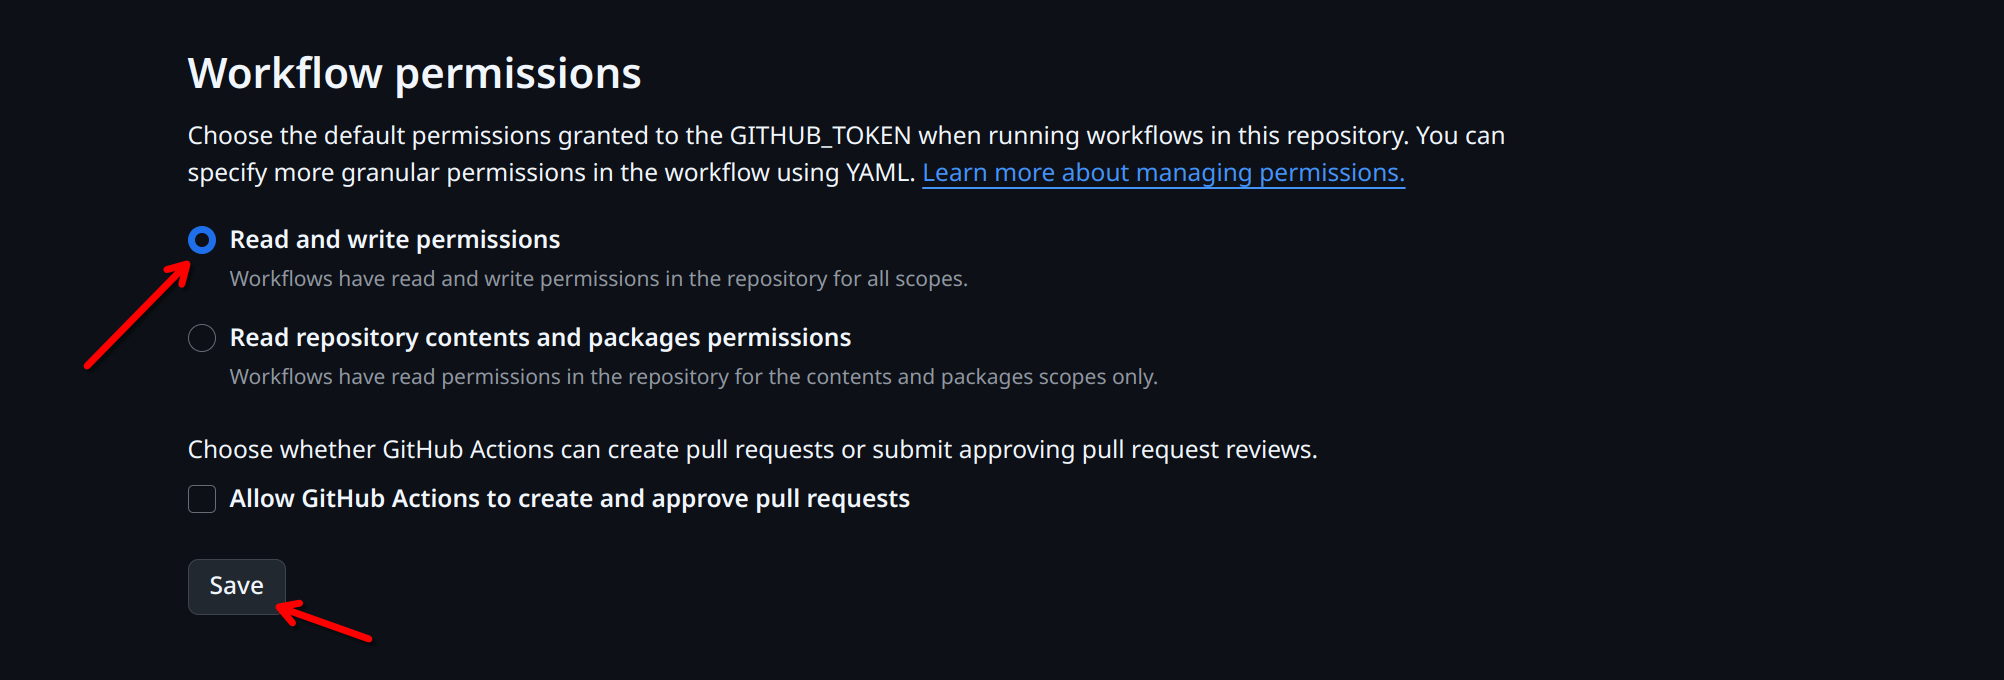 Workflow permissions
Choose the default permissions granted to the GITHUB_TOKEN when running workflows in this repository. You can
specify more granular permissions in the workflow using YAML. Learn more about managing permissions.
Read and write permissions
Workflows have read and write permissions in the repository for all scopes.
Read repository contents and packages permissions
Workflows have read permissions in the repository for the contents and packages scopes only.
Choose whether GitHub Actions can create pull requests or submit approving pull request reviews.
Allow GitHub Actions to create and approve pull requests
Save